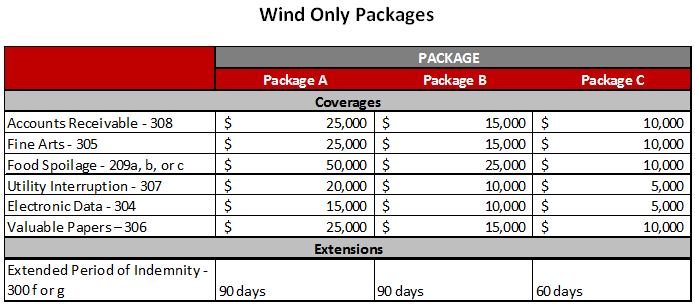 Wind Only Packages
PACKAGE
Package A Package B Package C
Coverages
Accounts Receivable - 308 $ 25,000 $ 15,000 $ 10,000
Fine Arts - 305 $ 25,000 $ 15,000 $ 10,000
Food Spoilage - 209a, b, or c $ 50,000 $ 25,000 $ 10,000
Utility Interruption - 307 $ 20,000 $ 10,000 $ 5,000
Electronic Data - 304 $ 15,000 $ 10,000 $ 5,000
Valuable Papers – 306 $ 25,000 $ 15,000 $ 10,000
Extensions
Extended Period of Indemnity -
300 f or g 90 days 90 days 60 days